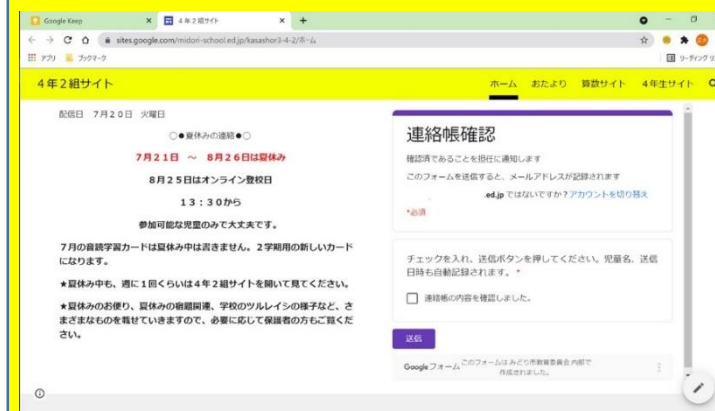 Google Keep
４年２組サイト
sites.google.com/midori-school.ed.jp/kasashor3-4-2/ホーム
アプリ
ブックマーク
４年２組サイト
ホーム
おたより
算数サイト
４年生サイト
配信日　７月２０日　火曜日
○●夏休みの連絡●○
７月２１日　～　８月２６日は夏休み
８月２５日はオンライン登校日
１３：３０から
参加可能な児童のみで大丈夫です。
７月の音読学習カードは夏休み中は書きません。２学期用の新しいカード
になります。
★夏休み中も、週に１回くらいは４年２組サイトを開いて見てください。
★夏休みのお便り、夏休みの宿題関連、学校のツルレイシの様子など、さ
まざまなものを載せていきますので、必要に応じて保護者の方もご覧くだ
さい。
連絡帳確認
確認済であることを担任に通知します
このフォームを送信すると、メールアドレスが記録されます
.ed.jp ではないですか？アカウントを切り替え
*必須
チェックを入れ、送信ボタンを押してください。児童名、送信
日時も自動記録されます。 *
連絡帳の内容を確認しました。
送信
Google フォーム
このフォームは みどり市教育委員会 内部で
作成されました。